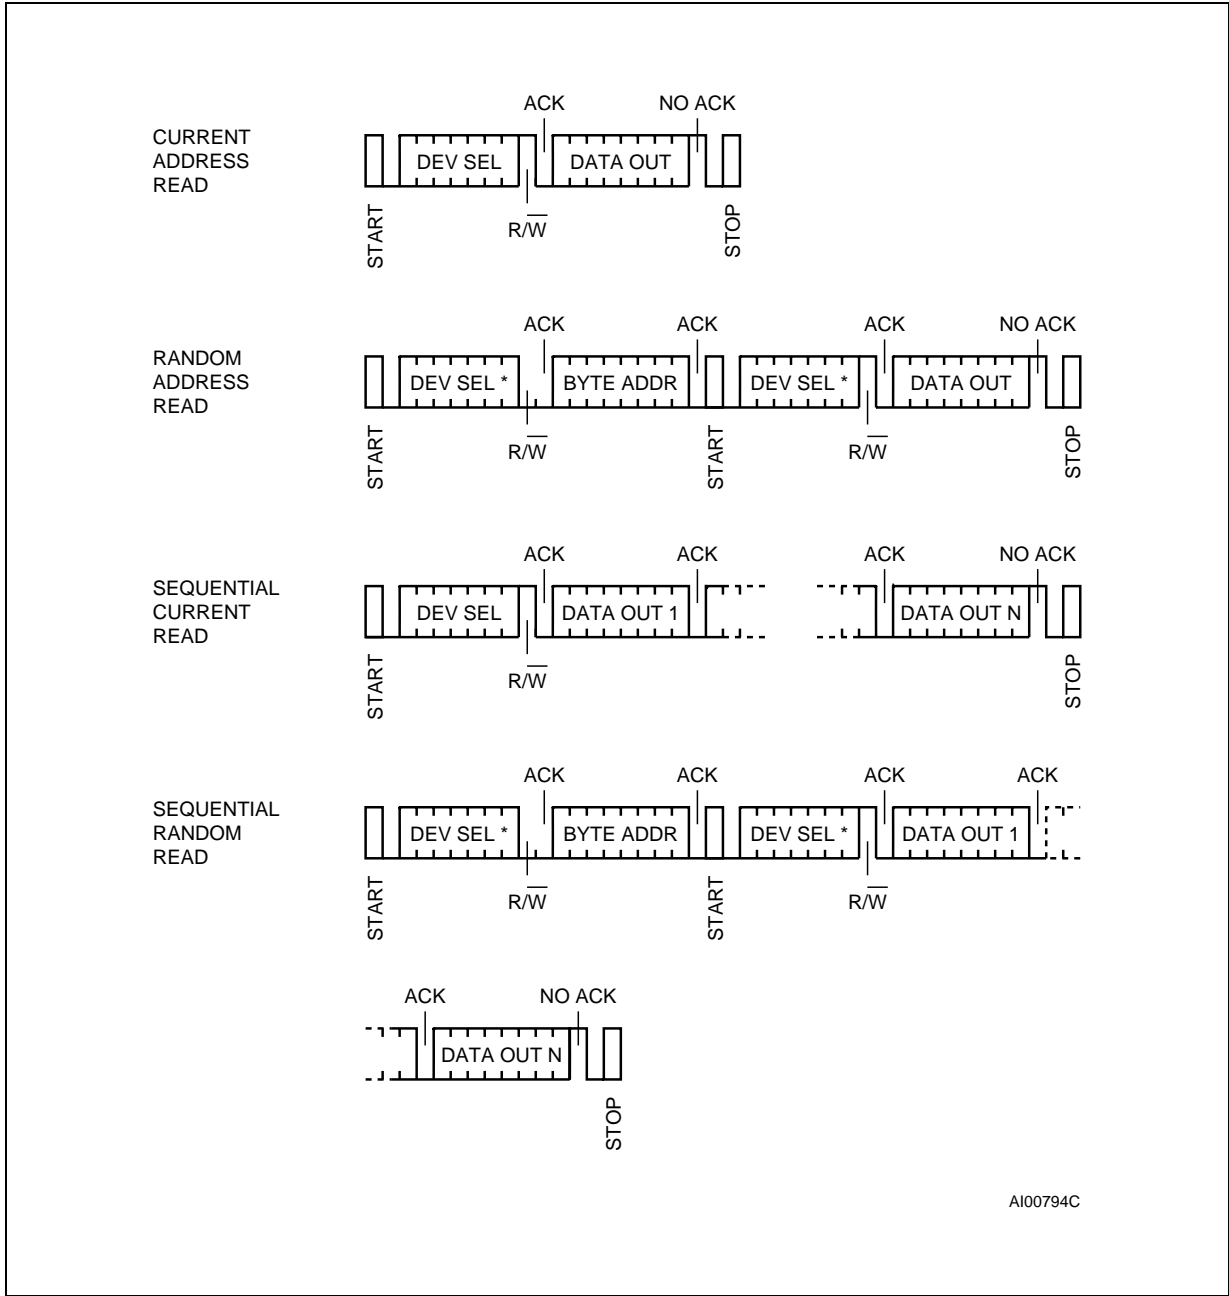 ACK NO ACK
CURRENT
ADDRESS
READ
DEV SEL DATA OUT
R/W̅
START STOP
ACK ACK ACK NO ACK
RANDOM
ADDRESS
READ
DEV SEL * BYTE ADDR DEV SEL * DATA OUT
R/W̅ R/W̅
START START STOP
ACK ACK ACK NO ACK
SEQUENTIAL
CURRENT
READ
DEV SEL DATA OUT 1 DATA OUT N
R/W̅
START STOP
ACK ACK ACK ACK
SEQUENTIAL
RANDOM
READ
DEV SEL * BYTE ADDR DEV SEL * DATA OUT 1
R/W̅ R/W̅
START START
ACK NO ACK
DATA OUT N
STOP
AI00794C